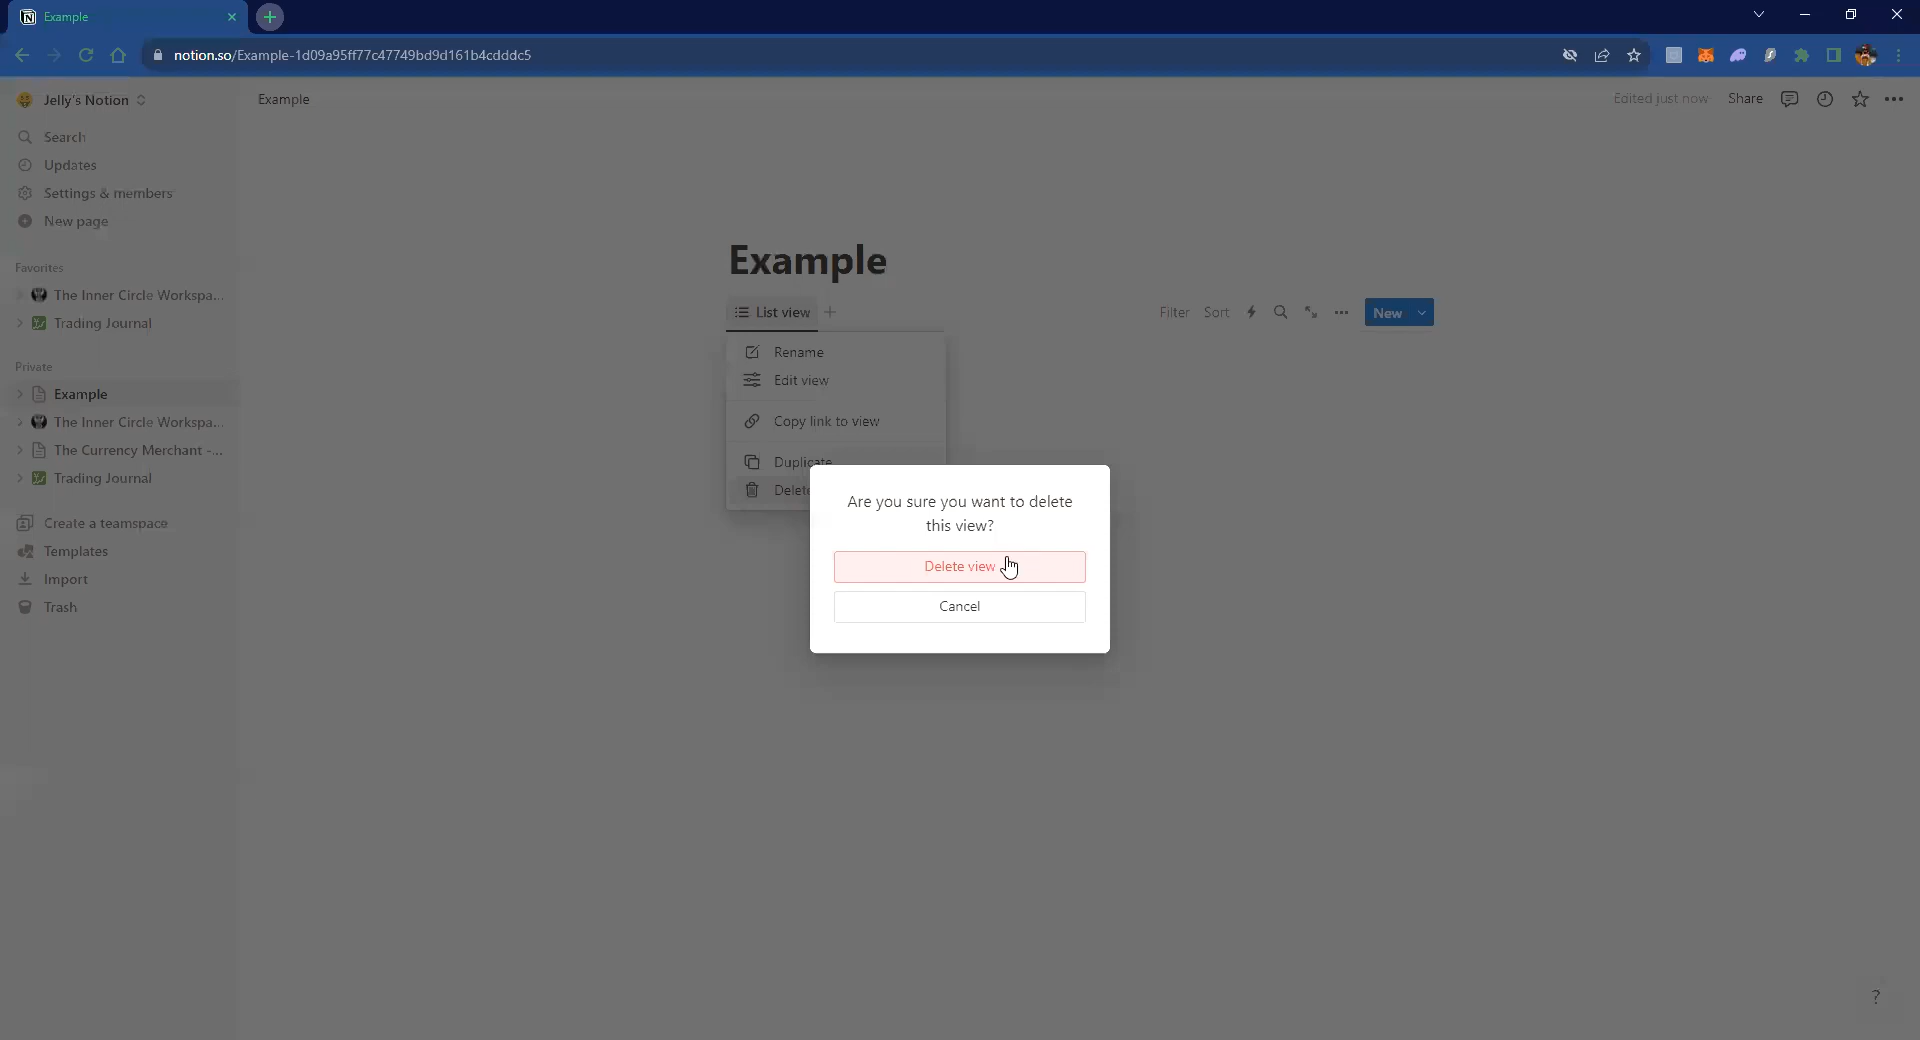 Example
notion.so/Example-1d09a95ff77c47749bd9d161b4cdddc5
Jelly's Notion
Example
Edited just now
Share
Search
Updates
Settings & members
New page
Favorites
The Inner Circle Workspa...
Trading Journal
Private
Example
The Inner Circle Workspa...
The Currency Merchant -...
Trading Journal
Create a teamspace
Templates
Import
Trash
Example
List view
Filter
Sort
New
Rename
Edit view
Copy link to view
Duplicate
Delete
Are you sure you want to delete
this view?
Delete view
Cancel
?